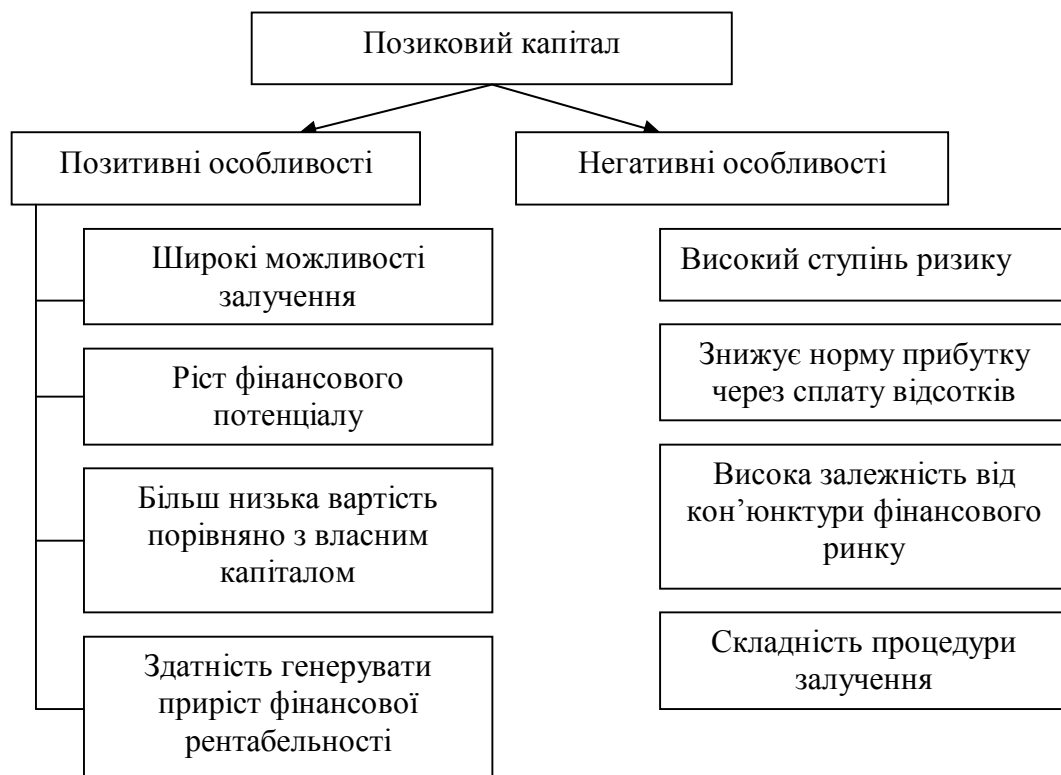 Позиковий капітал
Позитивні особливості
Негативні особливості
Широкі можливості
залучення
Ріст фінансового
потенціалу
Більш низька вартість
порівняно з власним
капіталом
Здатність генерувати
приріст фінансової
рентабельності
Високий ступінь ризику
Знижує норму прибутку
через сплату відсотків
Висока залежність від
кон’юнктури фінансового
ринку
Складність процедури
залучення